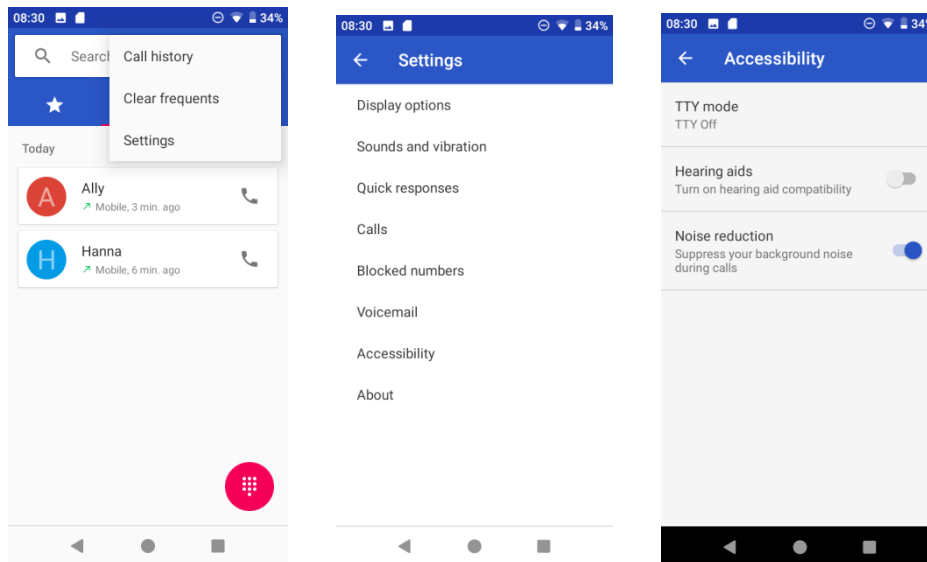 08:30
34%
Search
Call history
Clear frequents
Settings
Today
A
Ally
Mobile, 3 min. ago
H
Hanna
Mobile, 6 min. ago
08:30
34%
Settings
Display options
Sounds and vibration
Quick responses
Calls
Blocked numbers
Voicemail
Accessibility
About
08:30
34%
Accessibility
TTY mode
TTY Off
Hearing aids
Turn on hearing aid compatibility
Noise reduction
Suppress your background noise
during calls